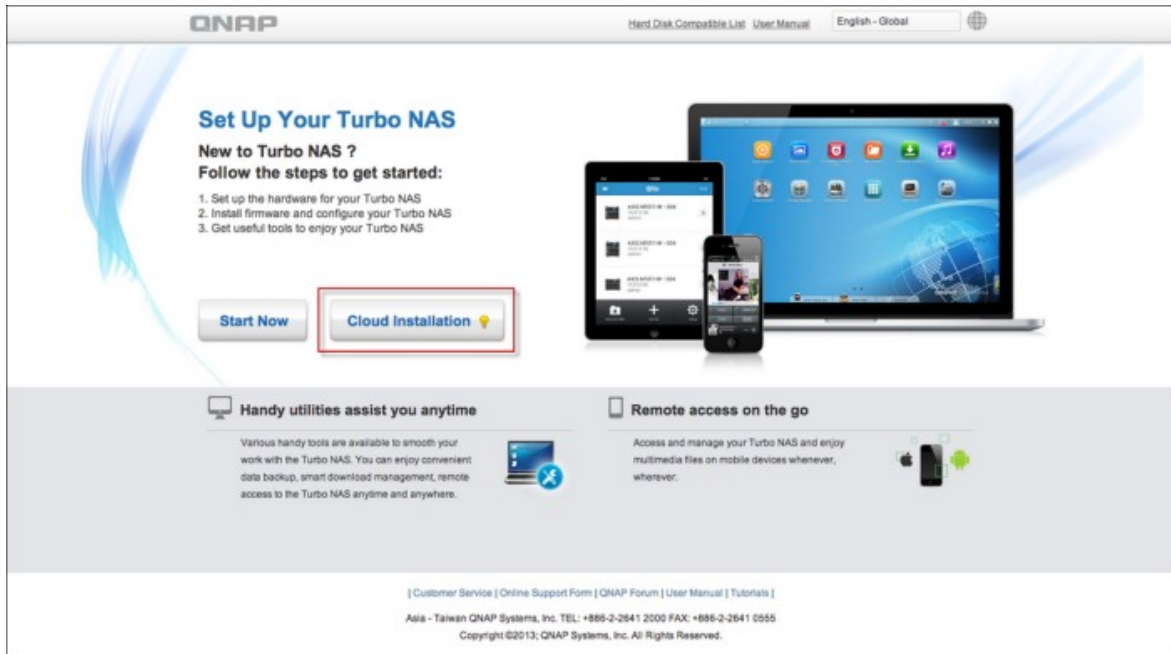 QNAP
Hard Disk Compatible List User Manual English - Global
Set Up Your Turbo NAS
New to Turbo NAS ?
Follow the steps to get started:
1. Set up the hardware for your Turbo NAS
2. Install firmware and configure your Turbo NAS
3. Get useful tools to enjoy your Turbo NAS
Start Now
Cloud Installation
Qfile
Handy utilities assist you anytime
Various handy tools are available to smooth your
work with the Turbo NAS. You can enjoy convenient
data backup, smart download management, remote
access to the Turbo NAS anytime and anywhere.
Remote access on the go
Access and manage your Turbo NAS and enjoy
multimedia files on mobile devices whenever,
wherever.
| Customer Service | Online Support Form | QNAP Forum | User Manual | Tutorials |
Asia - Taiwan QNAP Systems, Inc. TEL: +886-2-2641 2000 FAX: +886-2-2641 0555
Copyright ©2013; QNAP Systems, Inc. All Rights Reserved.